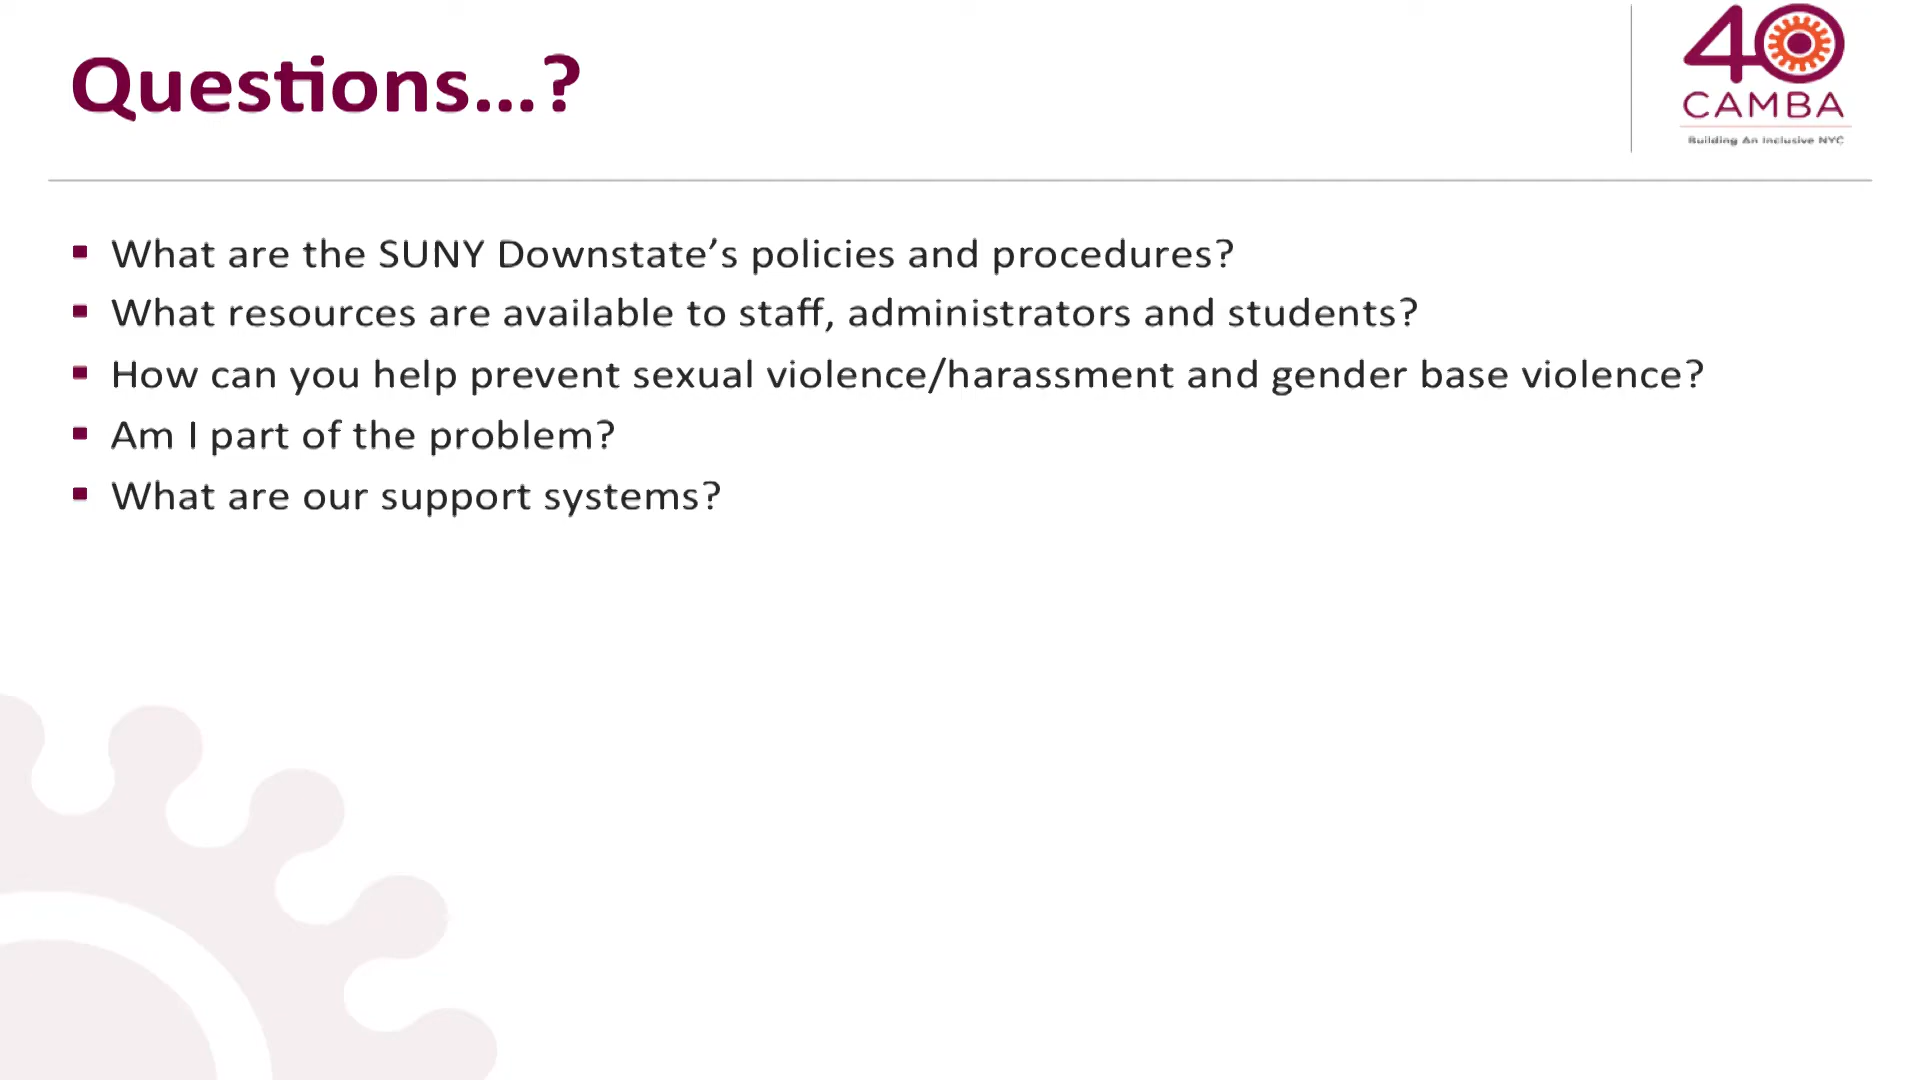 Questions...?
40
CAMBA
Building An Inclusive NYC
What are the SUNY Downstate’s policies and procedures?
What resources are available to staff, administrators and students?
How can you help prevent sexual violence/harassment and gender base violence?
Am I part of the problem?
What are our support systems?